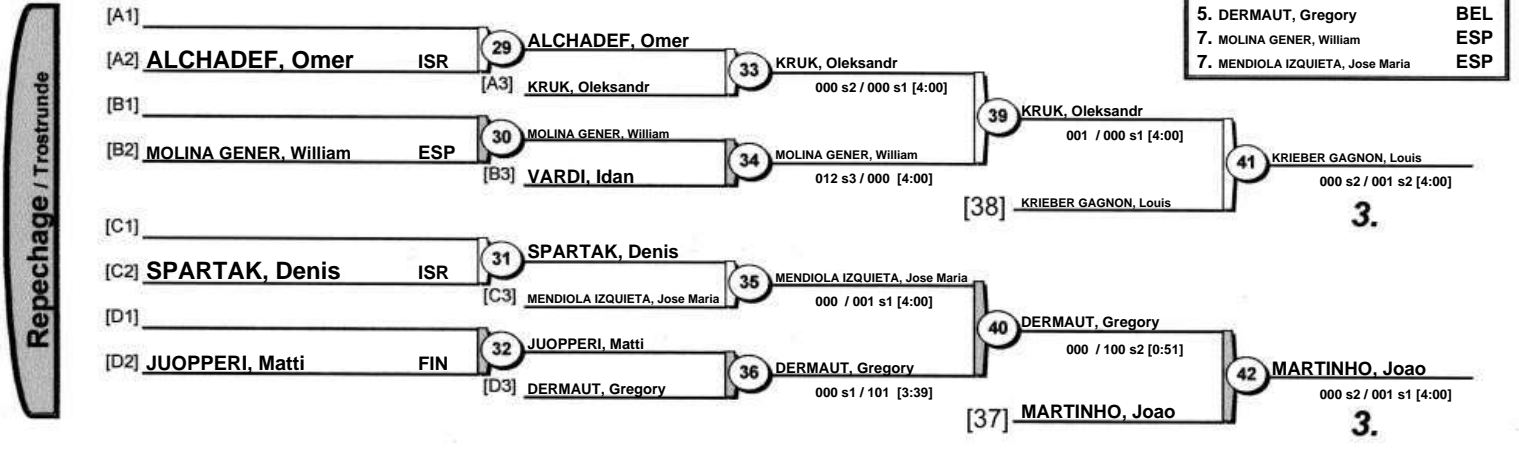 Repechage / Trostrunde
[A1]
[A2] ALCHADEF, Omer ISR
29
ALCHADEF, Omer
[A3] KRUK, Oleksandr
33
KRUK, Oleksandr
000 s2 / 000 s1 [4:00]
[B1]
[B2] MOLINA GENER, William ESP
30
MOLINA GENER, William
[B3] VARDI, Idan
34
MOLINA GENER, William
012 s3 / 000 [4:00]
39
KRUK, Oleksandr
001 / 000 s1 [4:00]
[38] KRIEBER GAGNON, Louis
41
KRIEBER GAGNON, Louis
000 s2 / 001 s2 [4:00]
3.
[C1]
[C2] SPARTAK, Denis ISR
31
SPARTAK, Denis
[C3] MENDIOLA IZQUIETA, Jose Maria
35
MENDIOLA IZQUIETA, Jose Maria
000 / 001 s1 [4:00]
[D1]
[D2] JUOPPERI, Matti FIN
32
JUOPPERI, Matti
[D3] DERMAUT, Gregory
36
DERMAUT, Gregory
000 s1 / 101 [3:39]
40
DERMAUT, Gregory
000 / 100 s2 [0:51]
[37] MARTINHO, Joao
42
MARTINHO, Joao
000 s2 / 001 s1 [4:00]
3.
5. DERMAUT, Gregory BEL
7. MOLINA GENER, William ESP
7. MENDIOLA IZQUIETA, Jose Maria ESP